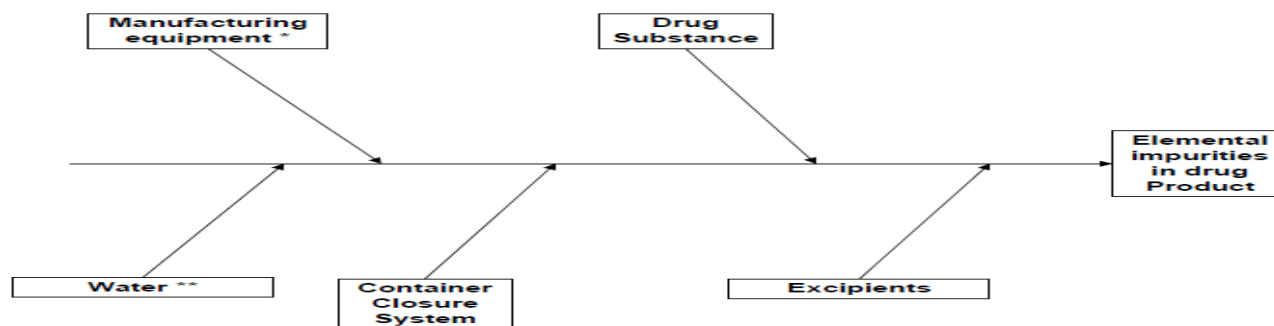 Manufacturing
equipment *
Drug
Substance
Elemental
impurities
in drug
Product
Water **
Container
Closure
System
Excipients